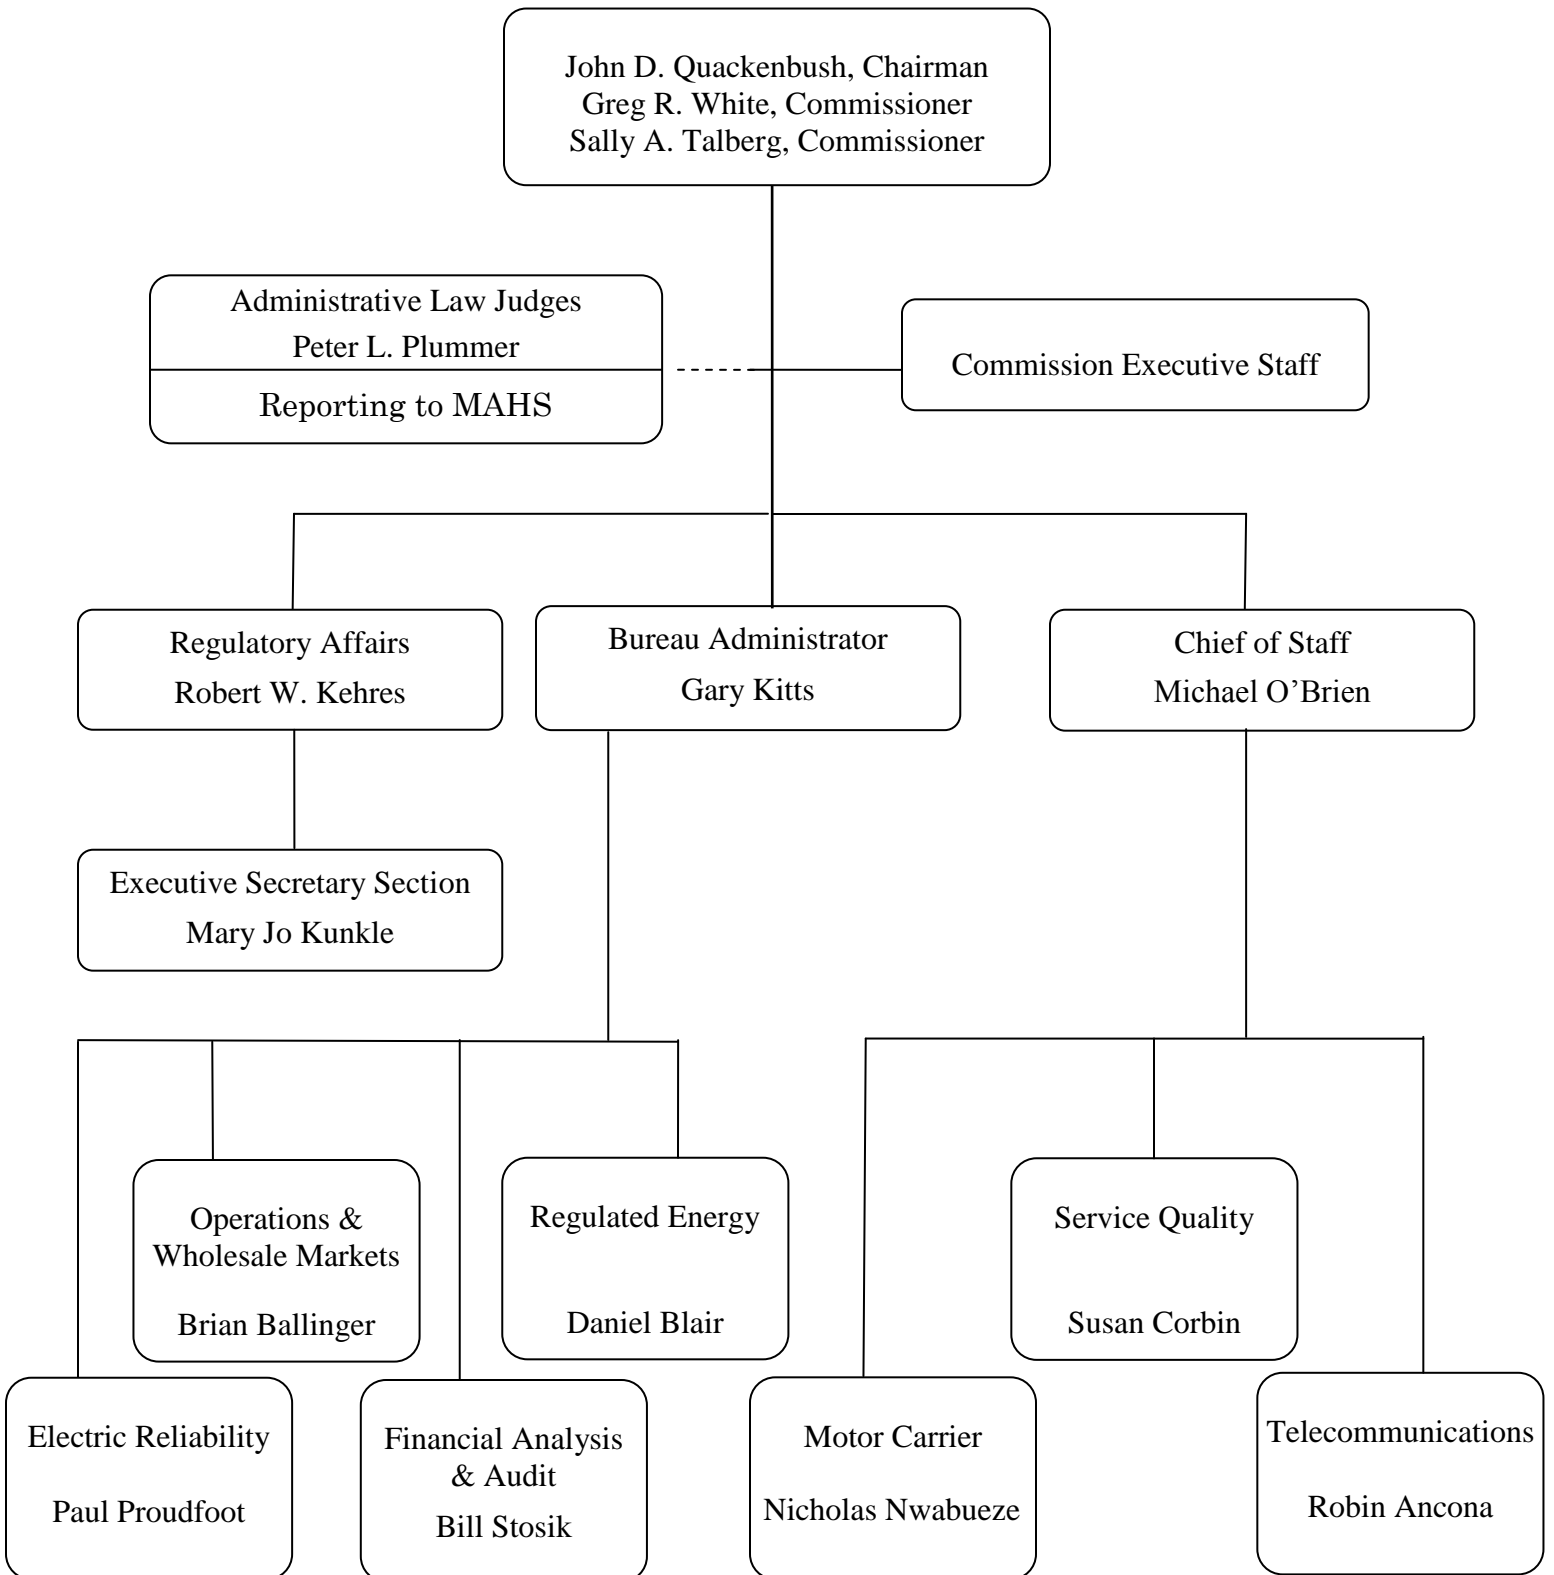 John D. Quackenbush, Chairman
Greg R. White, Commissioner
Sally A. Talberg, Commissioner
Administrative Law Judges
Peter L. Plummer
Reporting to MAHS
Commission Executive Staff
Regulatory Affairs
Robert W. Kehres
Bureau Administrator
Gary Kitts
Chief of Staff
Michael O’Brien
Executive Secretary Section
Mary Jo Kunkle
Operations &
Wholesale Markets
Brian Ballinger
Regulated Energy
Daniel Blair
Service Quality
Susan Corbin
Electric Reliability
Paul Proudfoot
Financial Analysis
& Audit
Bill Stosik
Motor Carrier
Nicholas Nwabueze
Telecommunications
Robin Ancona